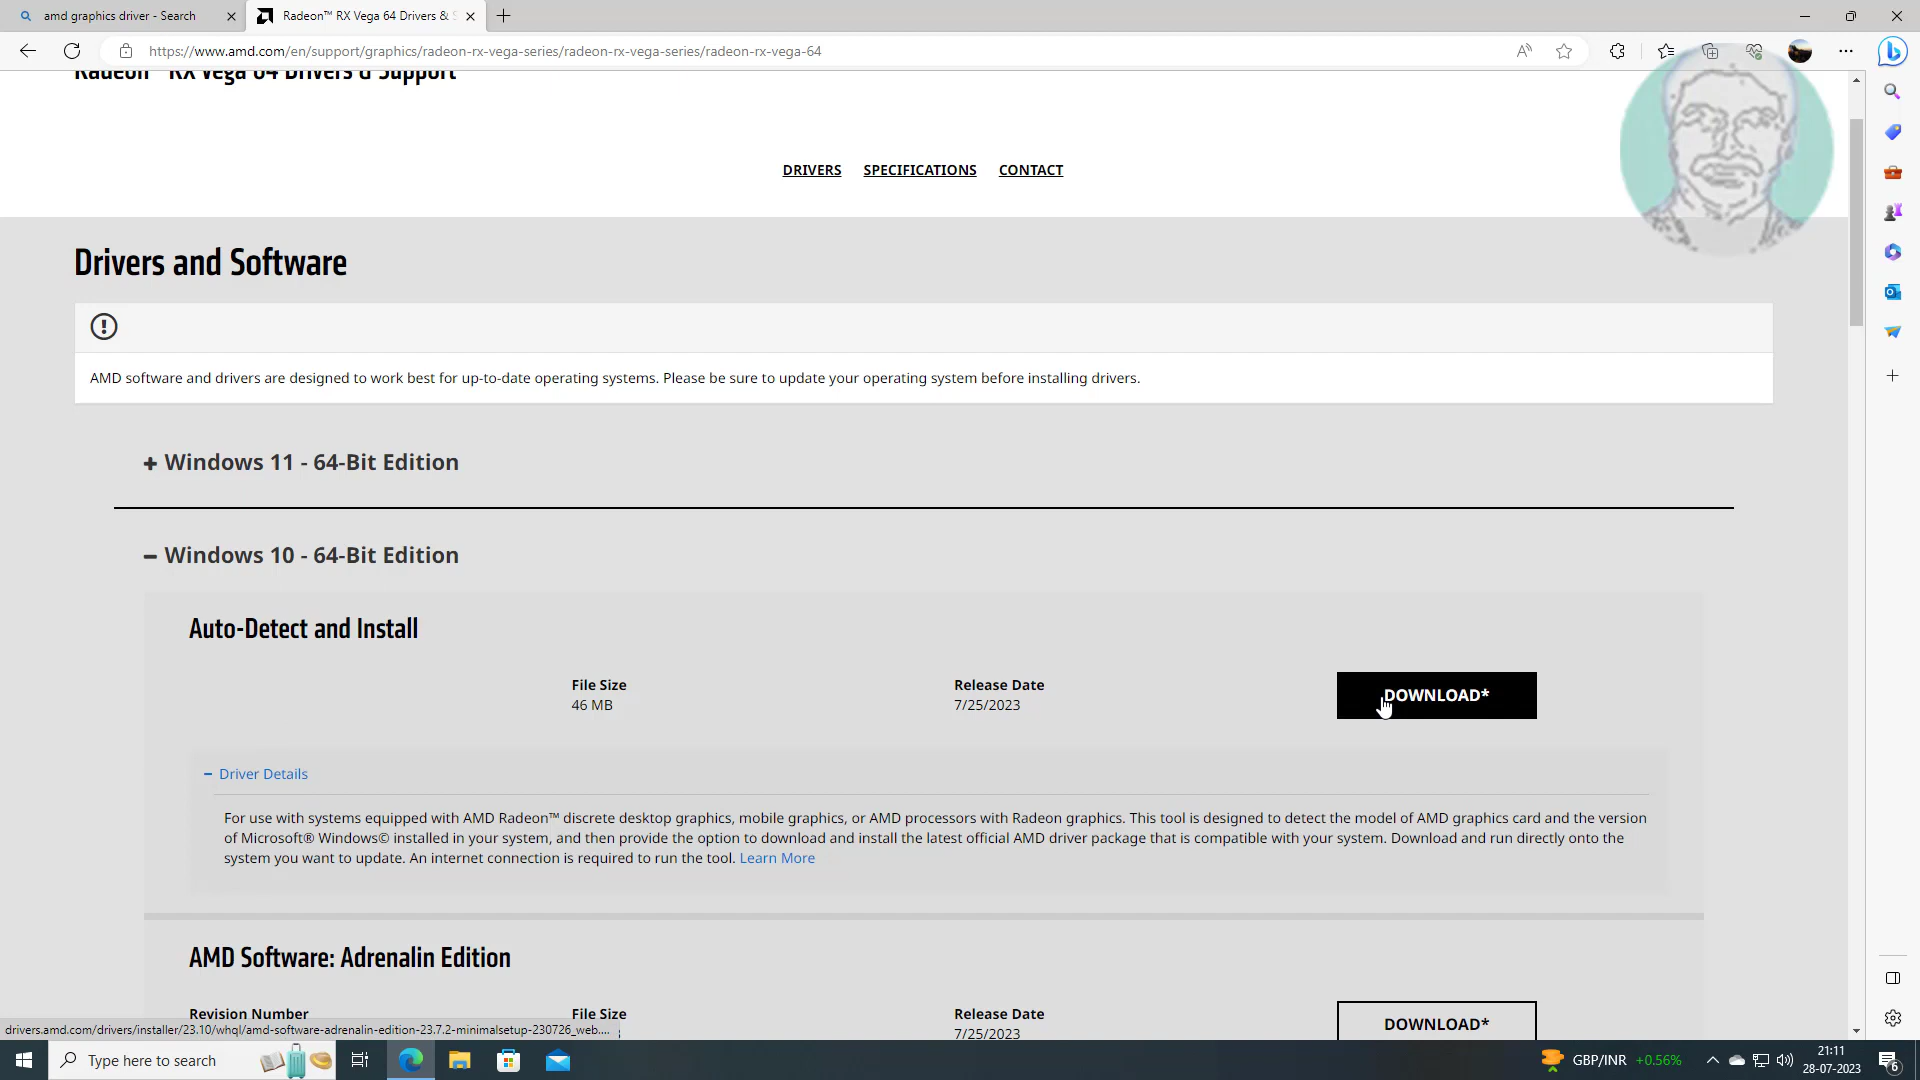 amd graphics driver - Search
Radeon™ RX Vega 64 Drivers & S
https://www.amd.com/en/support/graphics/radeon-rx-vega-series/radeon-rx-vega-series/radeon-rx-vega-64
Radeon™ RX Vega 64 Drivers & Support
DRIVERS SPECIFICATIONS CONTACT
Drivers and Software
AMD software and drivers are designed to work best for up-to-date operating systems. Please be sure to update your operating system before installing drivers.
+ Windows 11 - 64-Bit Edition
− Windows 10 - 64-Bit Edition
Auto-Detect and Install
File Size Release Date
46 MB 7/25/2023
DOWNLOAD*
− Driver Details
For use with systems equipped with AMD Radeon™ discrete desktop graphics, mobile graphics, or AMD processors with Radeon graphics. This tool is designed to detect the model of AMD graphics card and the version
of Microsoft® Windows© installed in your system, and then provide the option to download and install the latest official AMD driver package that is compatible with your system. Download and run directly onto the
system you want to update. An internet connection is required to run the tool. Learn More
AMD Software: Adrenalin Edition
Revision Number File Size Release Date
7/25/2023
DOWNLOAD*
drivers.amd.com/drivers/installer/23.10/whql/amd-software-adrenalin-edition-23.7.2-minimalsetup-230726_web....
Type here to search
GBP/INR +0.56%
21:11
28-07-2023
6